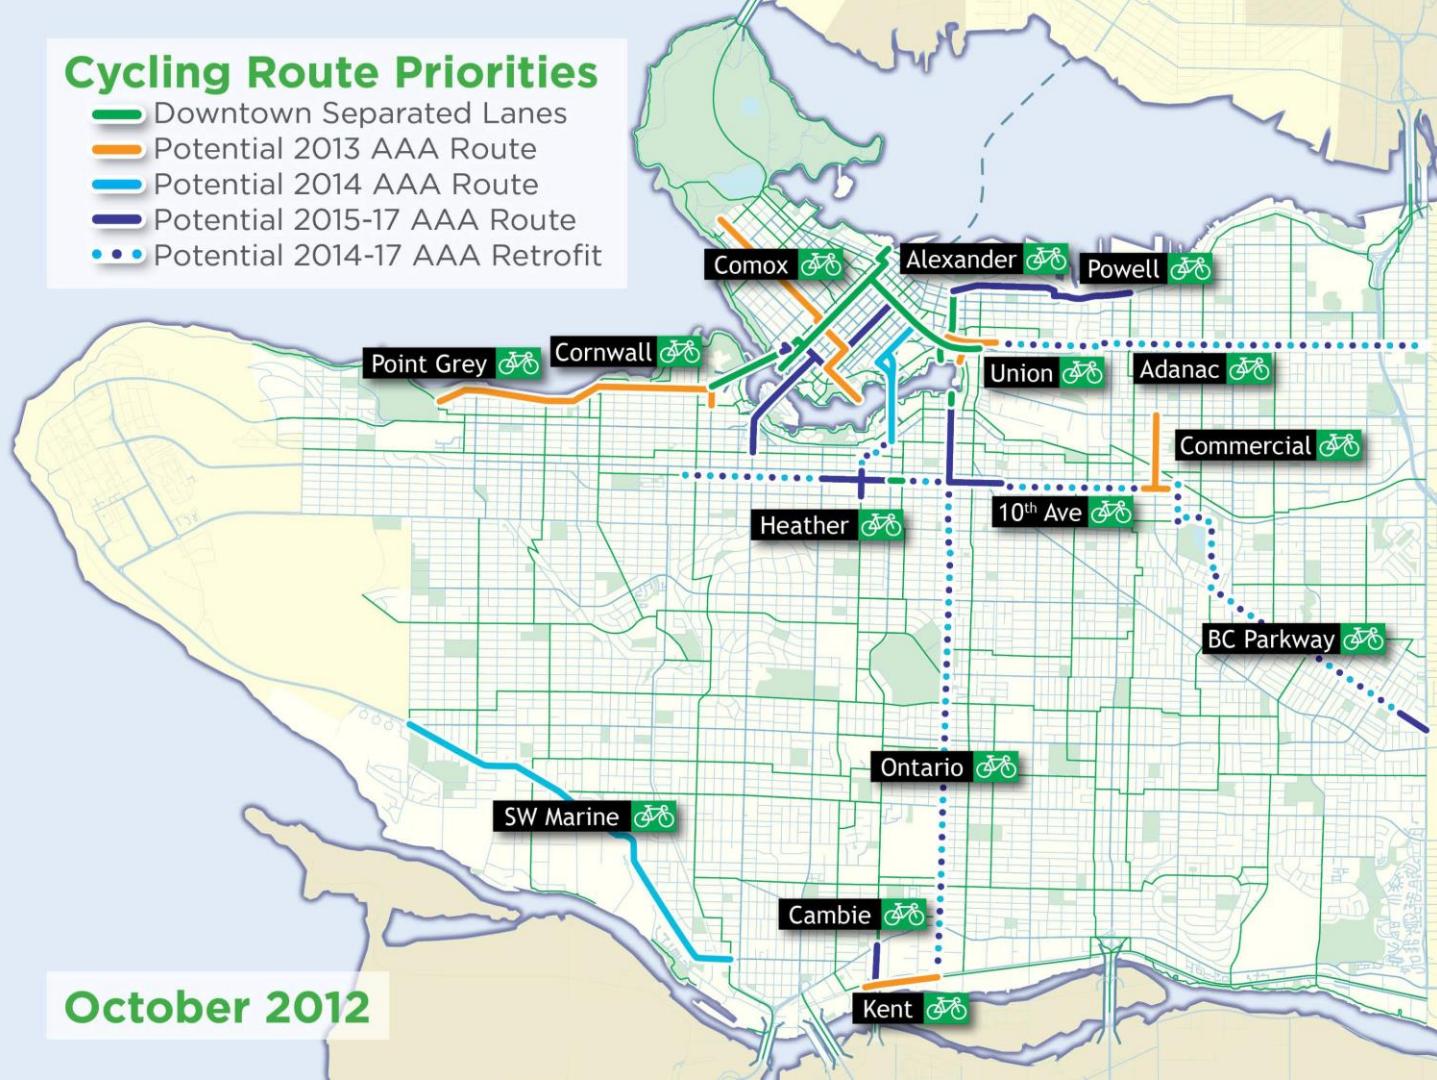 Cycling Route Priorities
Downtown Separated Lanes
Potential 2013 AAA Route
Potential 2014 AAA Route
Potential 2015-17 AAA Route
Potential 2014-17 AAA Retrofit
Comox
Alexander
Powell
Point Grey
Cornwall
Union
Adanac
Commercial
Heather
10th Ave
BC Parkway
Ontario
SW Marine
Cambie
Kent
October 2012